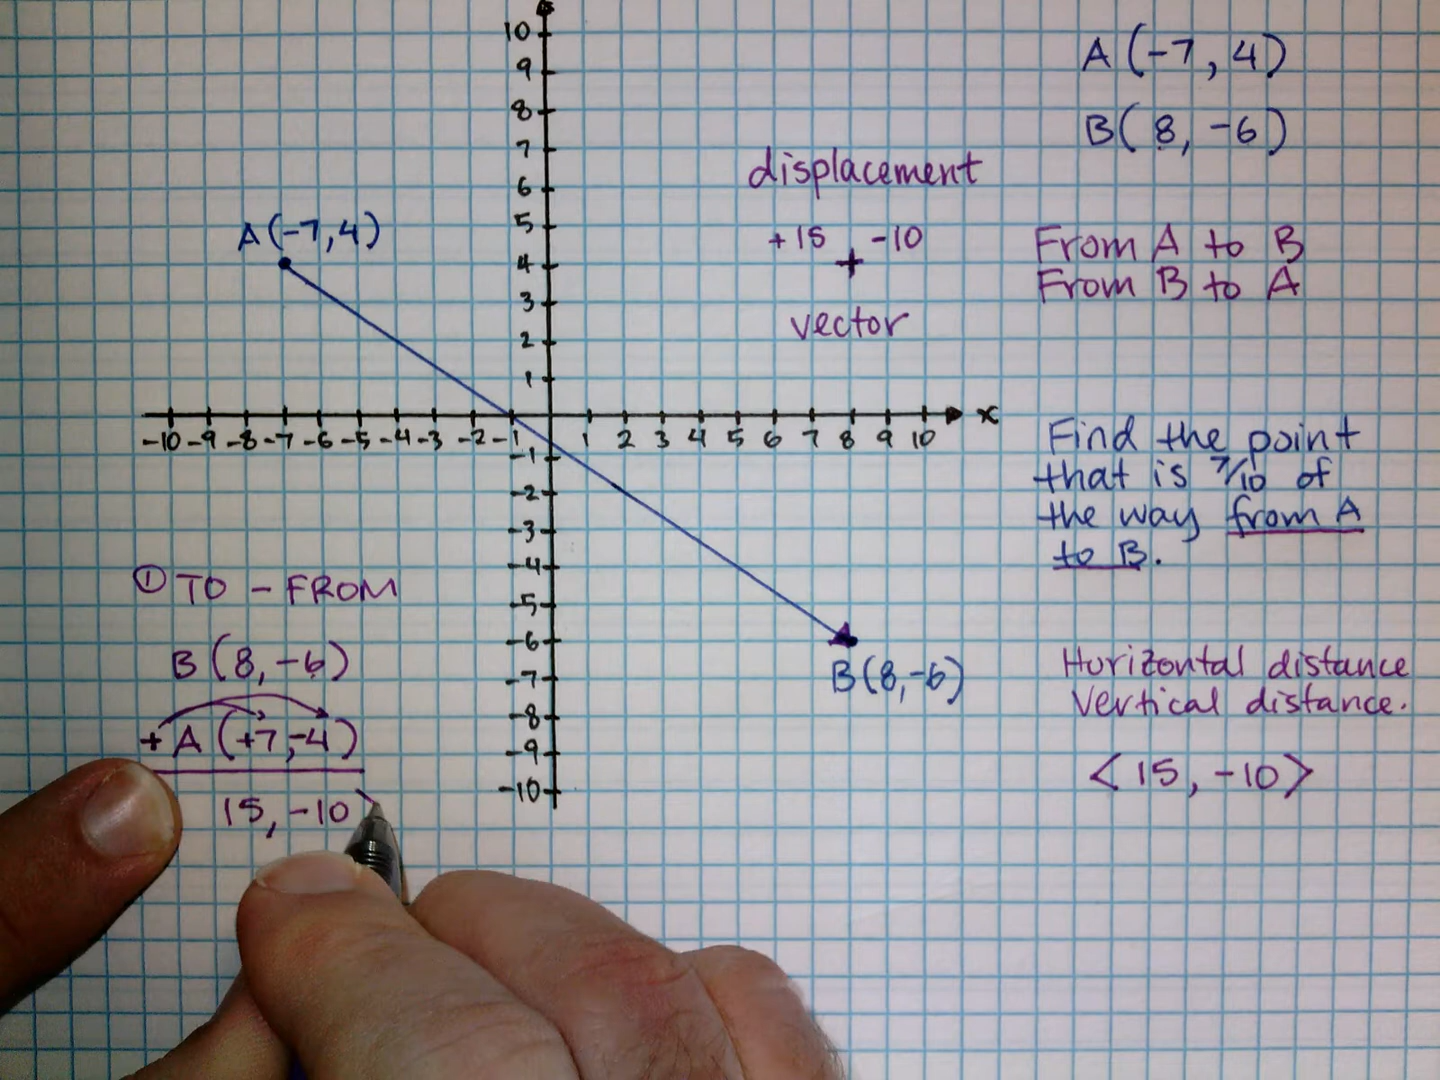 10
9
8
7
6
5
4
3
2
1
-10 -9 -8 -7 -6 -5 -4 -3 -2 -1 1 2 3 4 5 6 7 8 9 10 x
-1
-2
-3
-4
-5
-6
-7
-8
-9
-10
A(-7,4)
B(8,-6)
displacement
+15 -10
+
vector
A(-7, 4)
B(8, -6)
From A to B
From B to A
Find the point
that is 7/10 of
the way from A
to B.
Horizontal distance
Vertical distance.
<15, -10>
① TO - FROM
B(8,-6)
+ A(+7,-4)
15, -10>